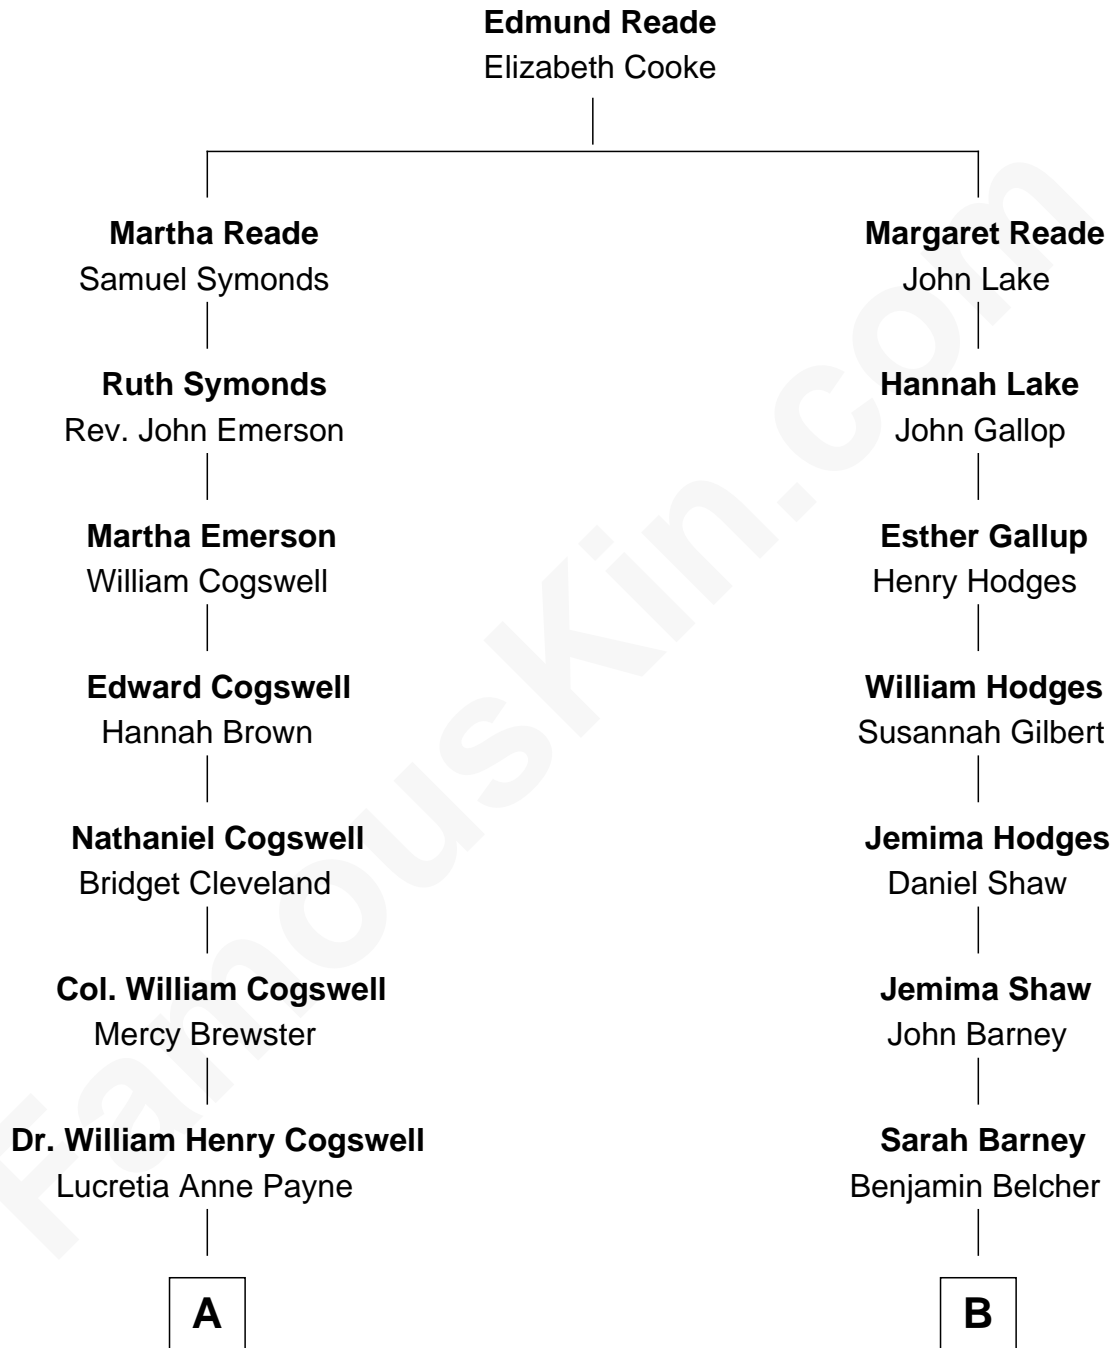 Edmund Reade
Elizabeth Cooke
Martha Reade
Samuel Symonds
Margaret Reade
John Lake
Ruth Symonds
Rev. John Emerson
Hannah Lake
John Gallop
Martha Emerson
William Cogswell
Esther Gallup
Henry Hodges
Edward Cogswell
Hannah Brown
William Hodges
Susannah Gilbert
Nathaniel Cogswell
Bridget Cleveland
Jemima Hodges
Daniel Shaw
Col. William Cogswell
Mercy Brewster
Jemima Shaw
John Barney
Dr. William Henry Cogswell
Lucretia Anne Payne
Sarah Barney
Benjamin Belcher
A
B
FamousKin.com